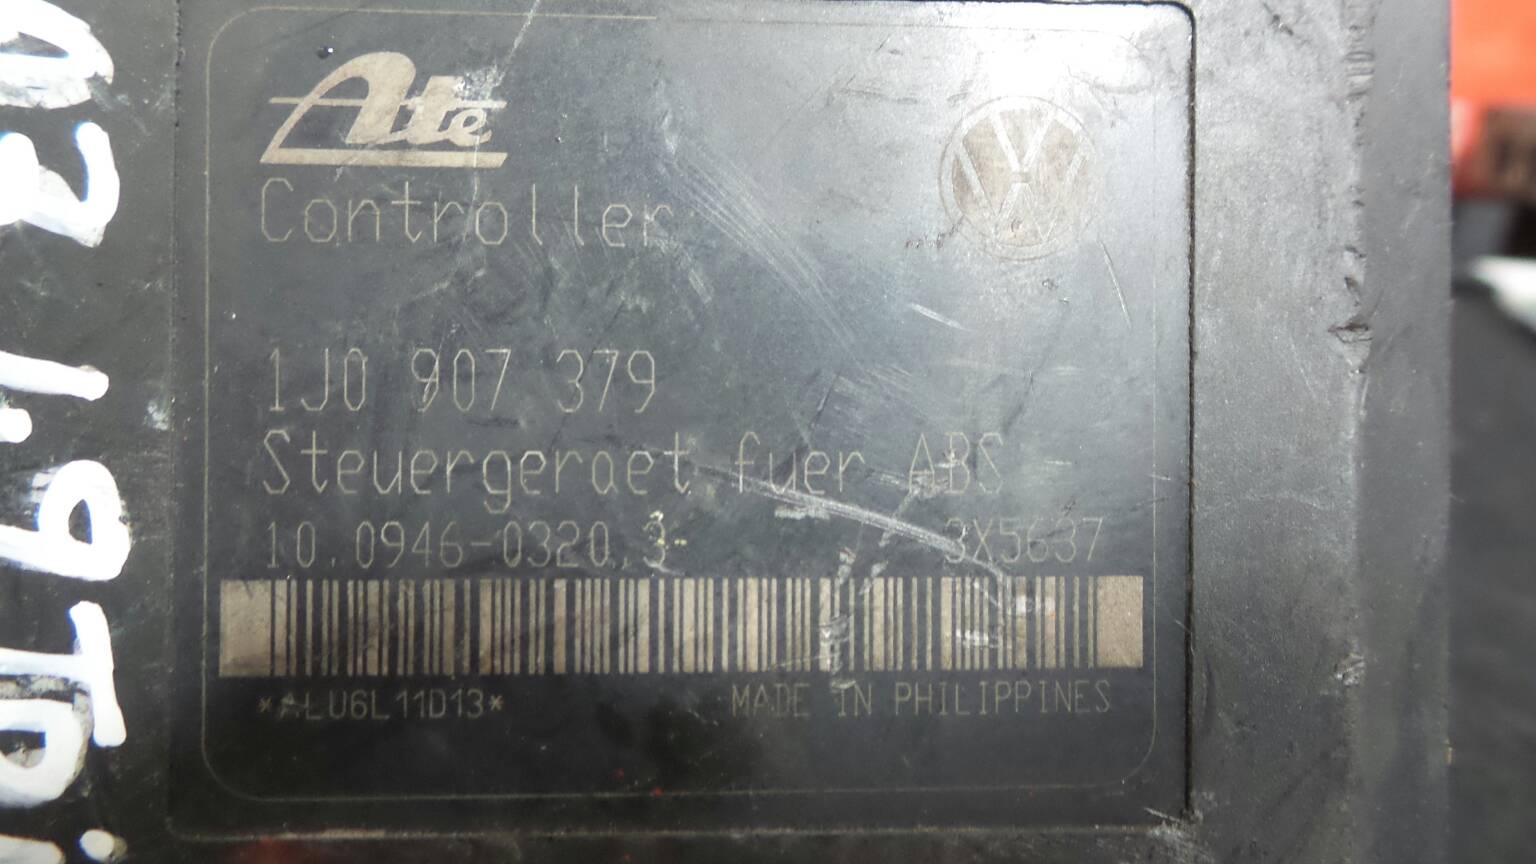 Ate
Controller
1J0 907 379
Steuergeraet fuer ABS -
10.0946-0320.3- 3X5637
*ALU6L11D13* MADE IN PHILIPPINES